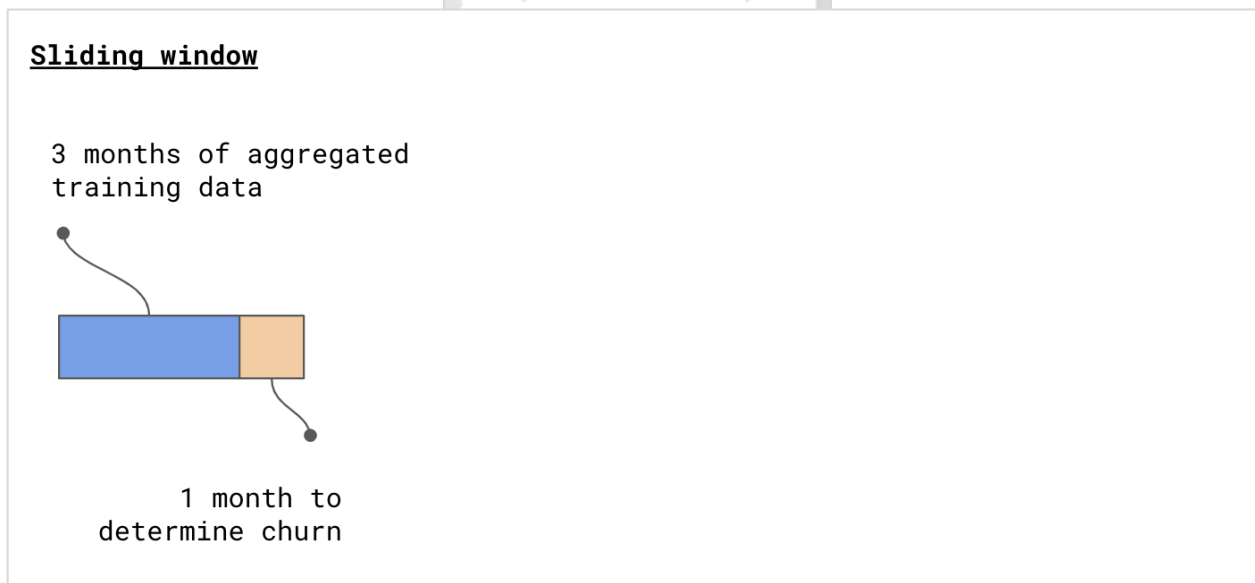 Sliding window
3 months of aggregated
training data
1 month to
determine churn